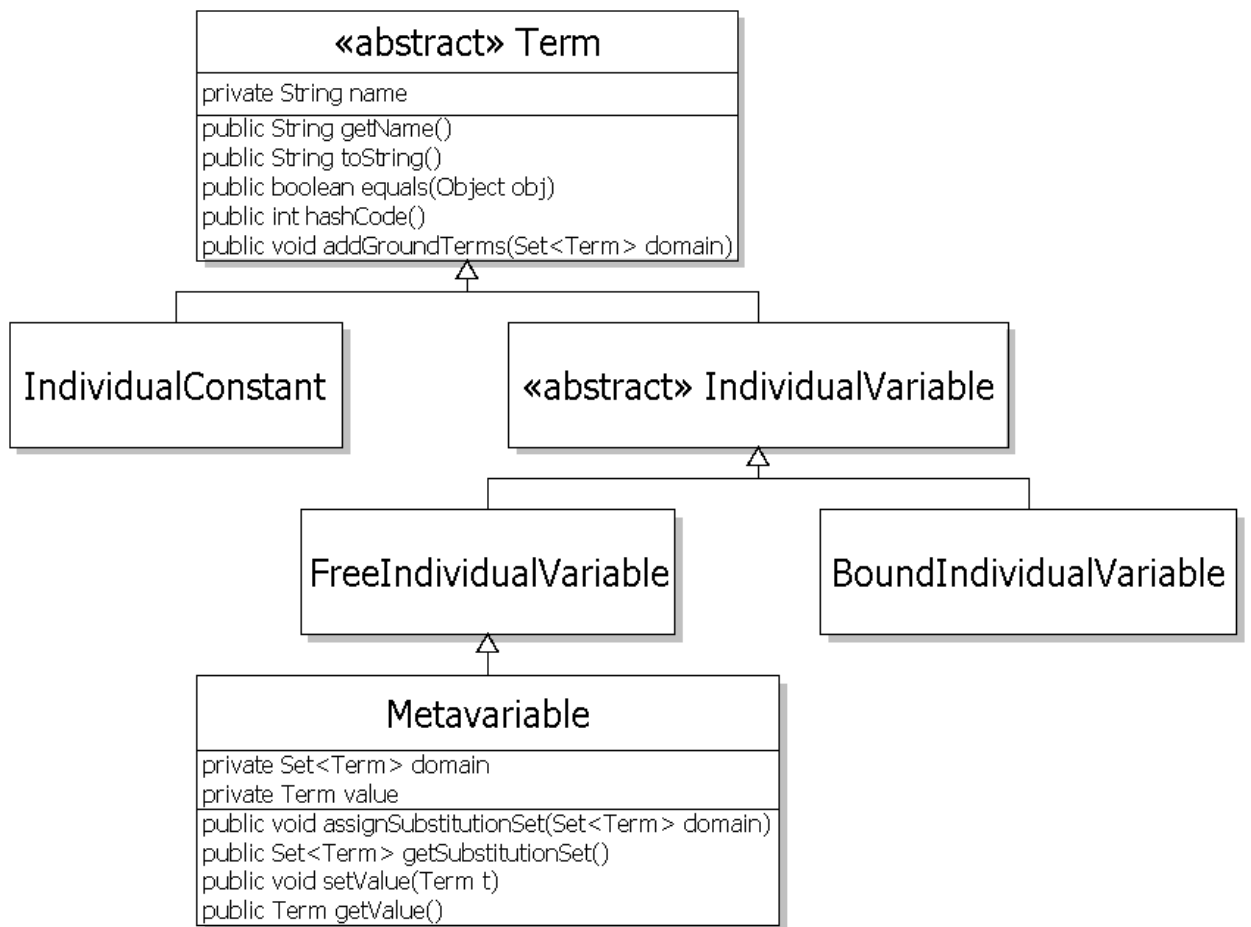 «abstract» Term
private String name
public String getName()
public String toString()
public boolean equals(Object obj)
public int hashCode()
public void addGroundTerms(Set<Term> domain)
IndividualConstant
«abstract» IndividualVariable
FreeIndividualVariable
BoundIndividualVariable
Metavariable
private Set<Term> domain
private Term value
public void assignSubstitutionSet(Set<Term> domain)
public Set<Term> getSubstitutionSet()
public void setValue(Term t)
public Term getValue()